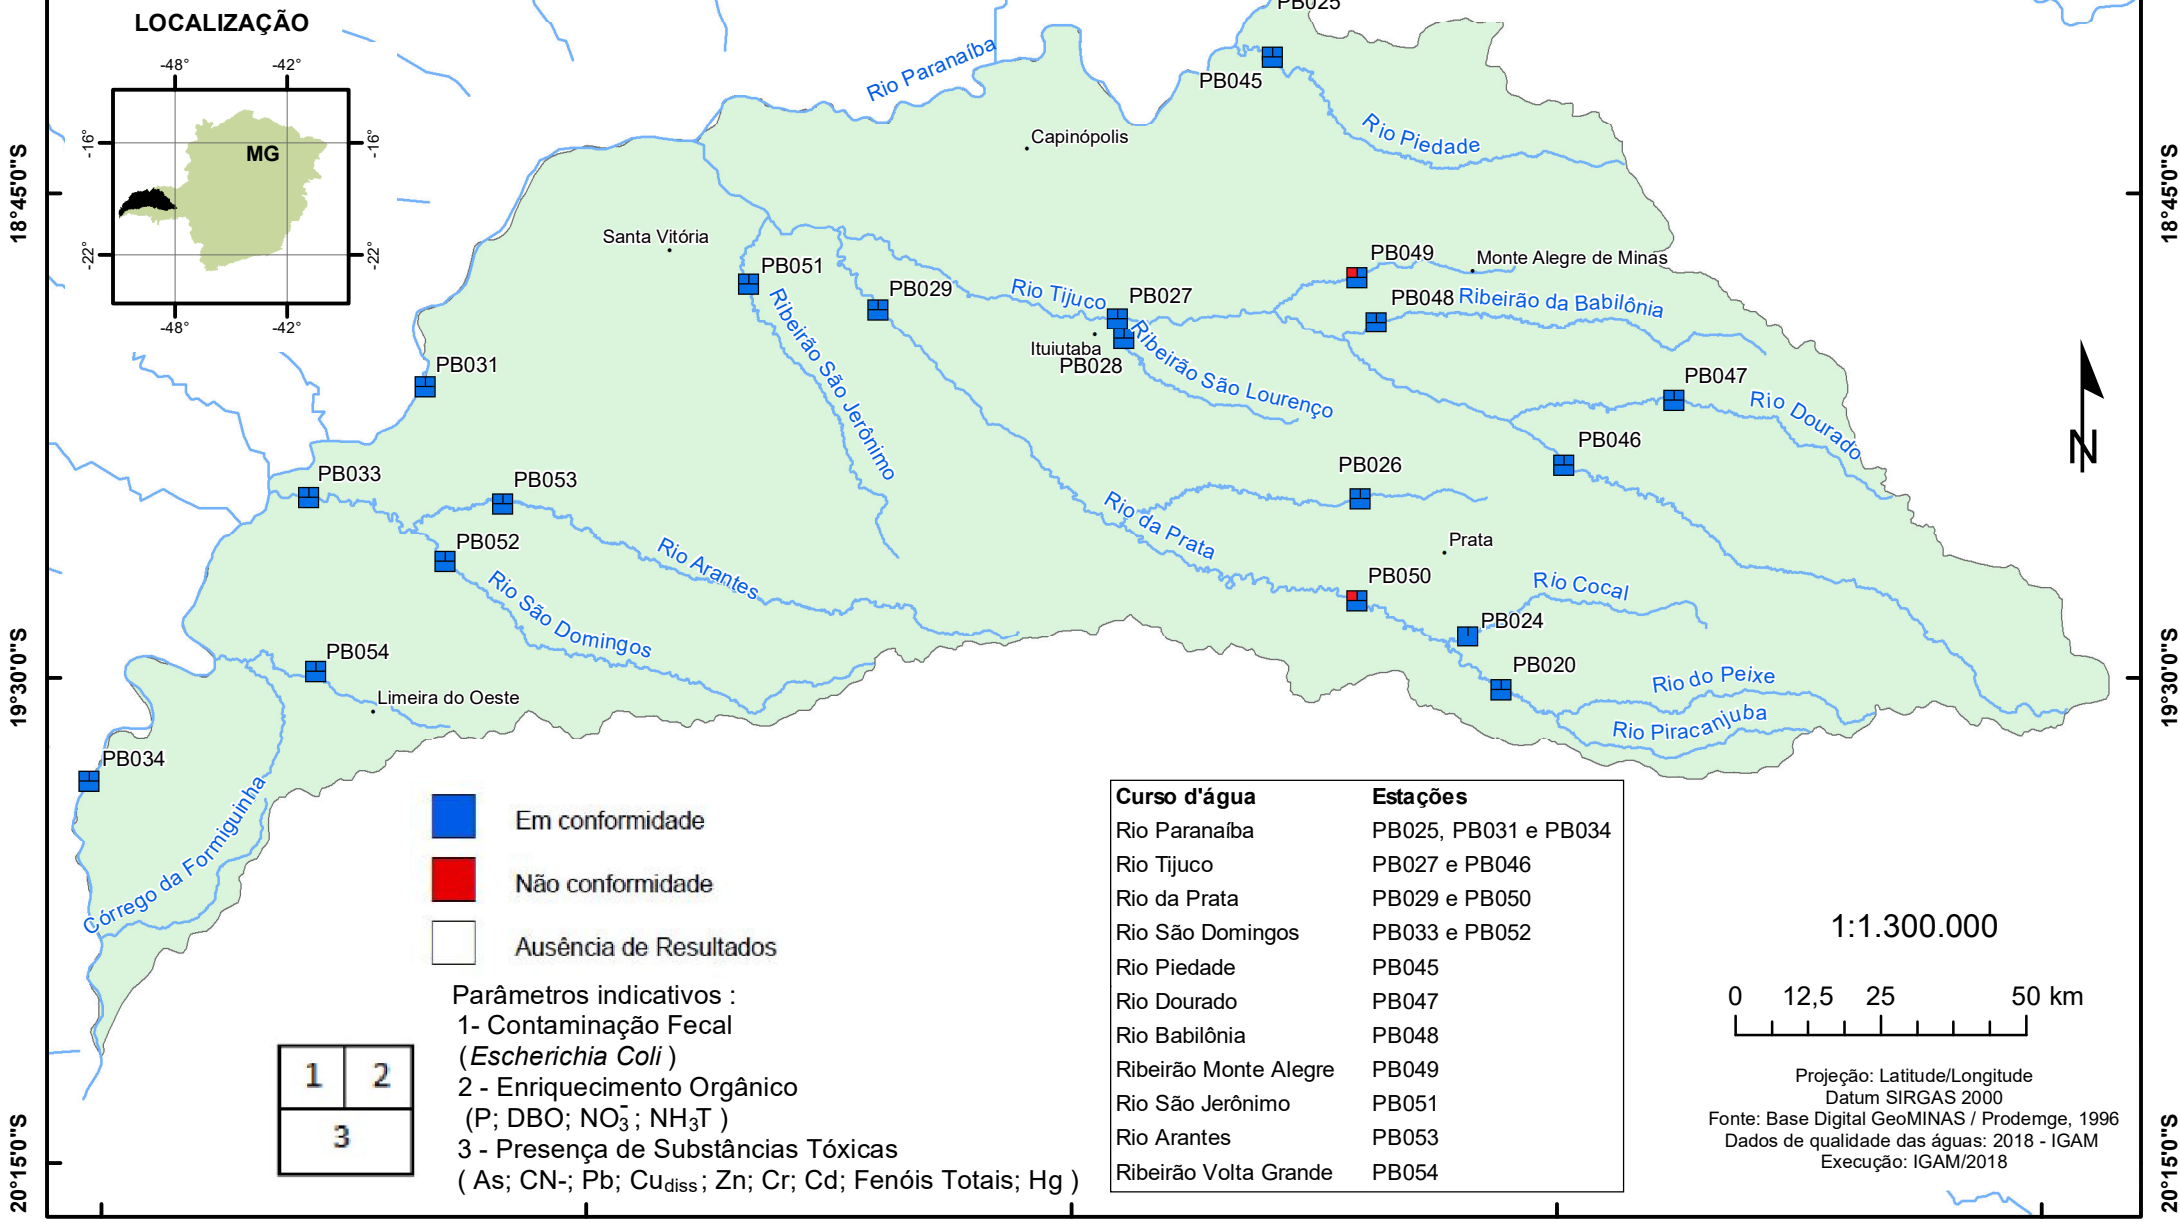 LOCALIZAÇÃO
-48°
-42°
-16°
-16°
MG
-22°
-22°
-48°
-42°
18°45'0"S
18°45'0"S
19°30'0"S
19°30'0"S
20°15'0"S
20°15'0"S
PB025
PB045
Rio Paranaíba
Rio Piedade
Capinópolis
Santa Vitória
PB051
PB029
Rio Tijuco
PB027
PB049
Monte Alegre de Minas
PB048
Ribeirão da Babilônia
Ituiutaba
PB028
Ribeirão São Lourenço
Ribeirão São Jerônimo
PB031
PB047
Rio Dourado
PB046
PB026
PB033
PB053
Rio da Prata
PB052
Rio Arantes
Prata
PB050
Rio Cocal
Rio São Domingos
PB024
PB054
PB020
Rio do Peixe
Limeira do Oeste
Rio Piracanjuba
PB034
Córrego da Formiguinha
N
Em conformidade
Não conformidade
Ausência de Resultados
Parâmetros indicativos :
1- Contaminação Fecal
(Escherichia Coli )
2 - Enriquecimento Orgânico
(P; DBO; NO₃⁻; NH₃T )
3 - Presença de Substâncias Tóxicas
( As; CN-; Pb; Cudiss; Zn; Cr; Cd; Fenóis Totais; Hg )
1 2
3
Curso d'água Estações
Rio Paranaíba PB025, PB031 e PB034
Rio Tijuco PB027 e PB046
Rio da Prata PB029 e PB050
Rio São Domingos PB033 e PB052
Rio Piedade PB045
Rio Dourado PB047
Rio Babilônia PB048
Ribeirão Monte Alegre PB049
Rio São Jerônimo PB051
Rio Arantes PB053
Ribeirão Volta Grande PB054
1:1.300.000
0 12,5 25 50 km
Projeção: Latitude/Longitude
Datum SIRGAS 2000
Fonte: Base Digital GeoMINAS / Prodemge, 1996
Dados de qualidade das águas: 2018 - IGAM
Execução: IGAM/2018